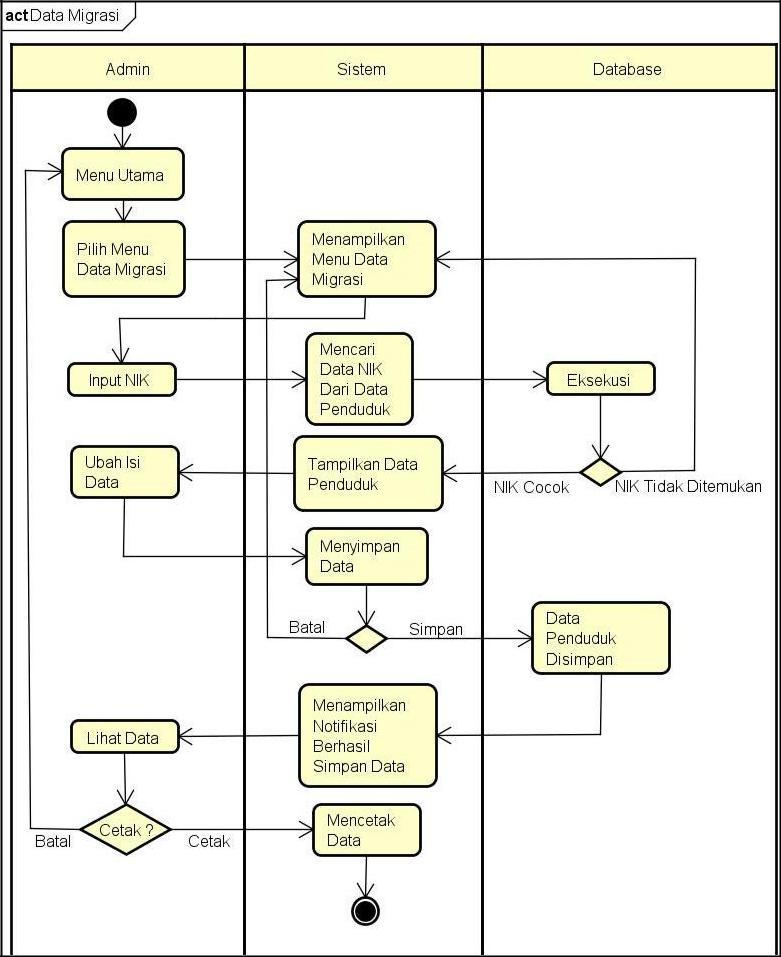 act Data Migrasi
Admin
Sistem
Database
Menu Utama
Pilih Menu
Data Migrasi
Menampilkan
Menu Data
Migrasi
Input NIK
Mencari
Data NIK
Dari Data
Penduduk
Eksekusi
Ubah Isi
Data
Tampilkan Data
Penduduk
NIK Cocok
NIK Tidak Ditemukan
Menyimpan
Data
Batal
Simpan
Data
Penduduk
Disimpan
Menampilkan
Notifikasi
Berhasil
Simpan Data
Lihat Data
Cetak ?
Batal
Cetak
Mencetak
Data